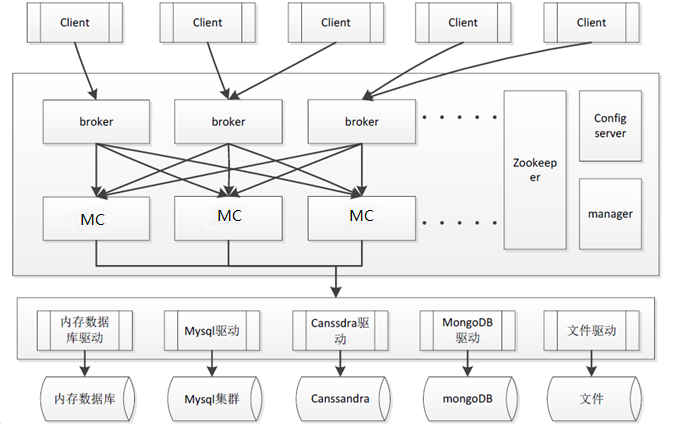 Client
Client
Client
Client
Client
broker
broker
broker
Zookeep
er
Config
server
MC
MC
MC
manager
内存数据
库驱动
Mysql驱动
Canssdra驱
动
MongoDB
驱动
文件驱动
内存数据库
Mysql集群
Canssandra
mongoDB
文件